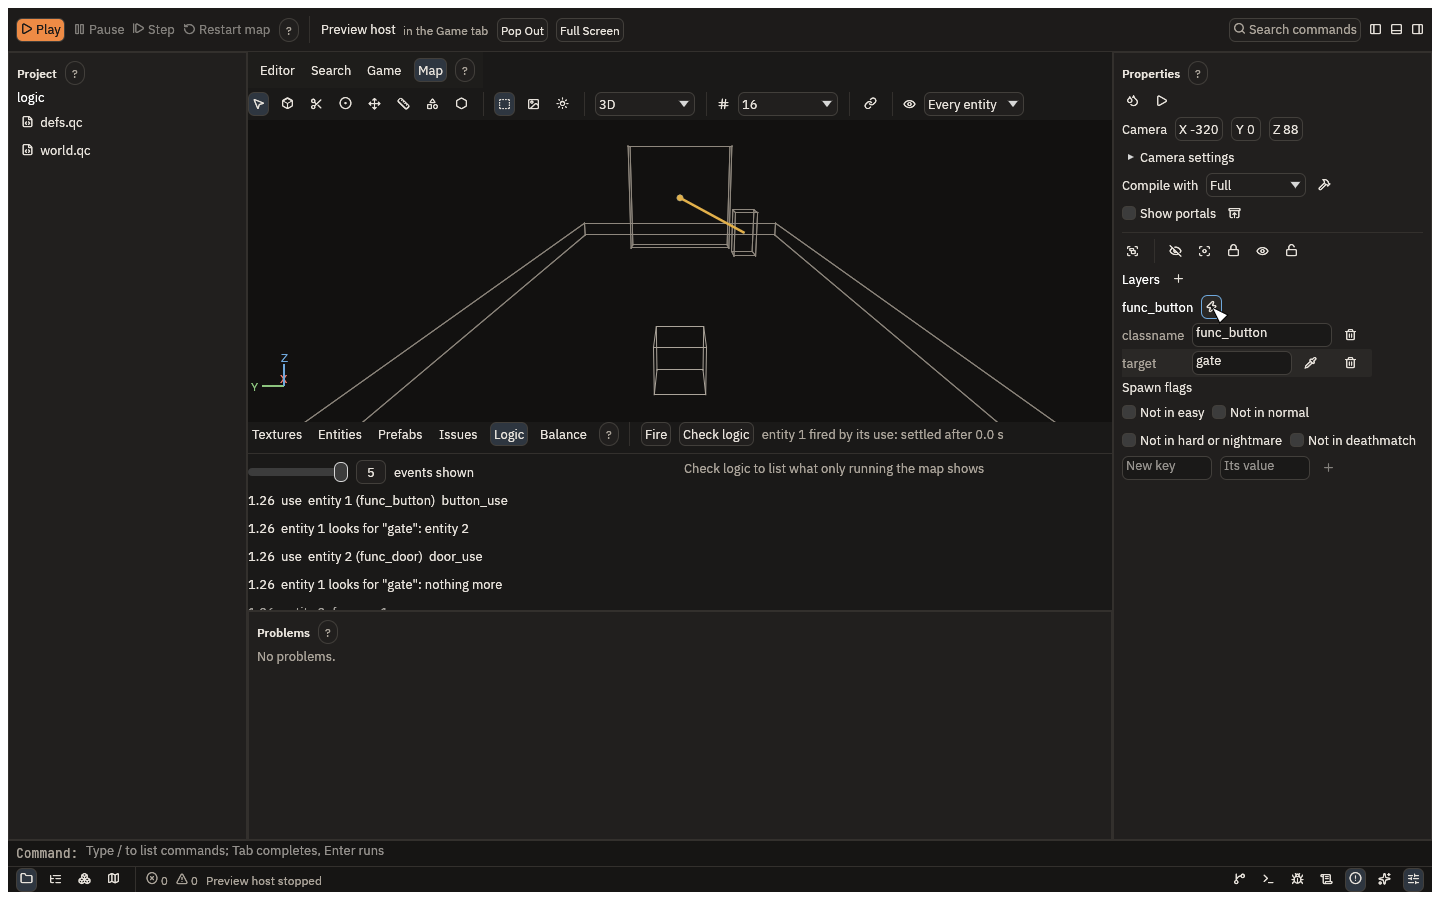 Play Pause Step Restart map ? Preview host in the Game tab Pop Out Full Screen Search commands
Project ?
logic
defs.qc
world.qc
Editor Search Game Map ?
3D # 16 Every entity
Z
Y X
Textures Entities Prefabs Issues Logic Balance ? Fire Check logic entity 1 fired by its use: settled after 0.0 s
5 events shown
Check logic to list what only running the map shows
1.26 use entity 1 (func_button) button_use
1.26 entity 1 looks for "gate": entity 2
1.26 use entity 2 (func_door) door_use
1.26 entity 1 looks for "gate": nothing more
Problems ?
No problems.
Properties ?
Camera X -320 Y 0 Z 88
Camera settings
Compile with Full
Show portals
Layers +
func_button
classname func_button
target gate
Spawn flags
Not in easy Not in normal
Not in hard or nightmare Not in deathmatch
New key Its value +
Command: Type / to list commands; Tab completes, Enter runs
0 0 Preview host stopped